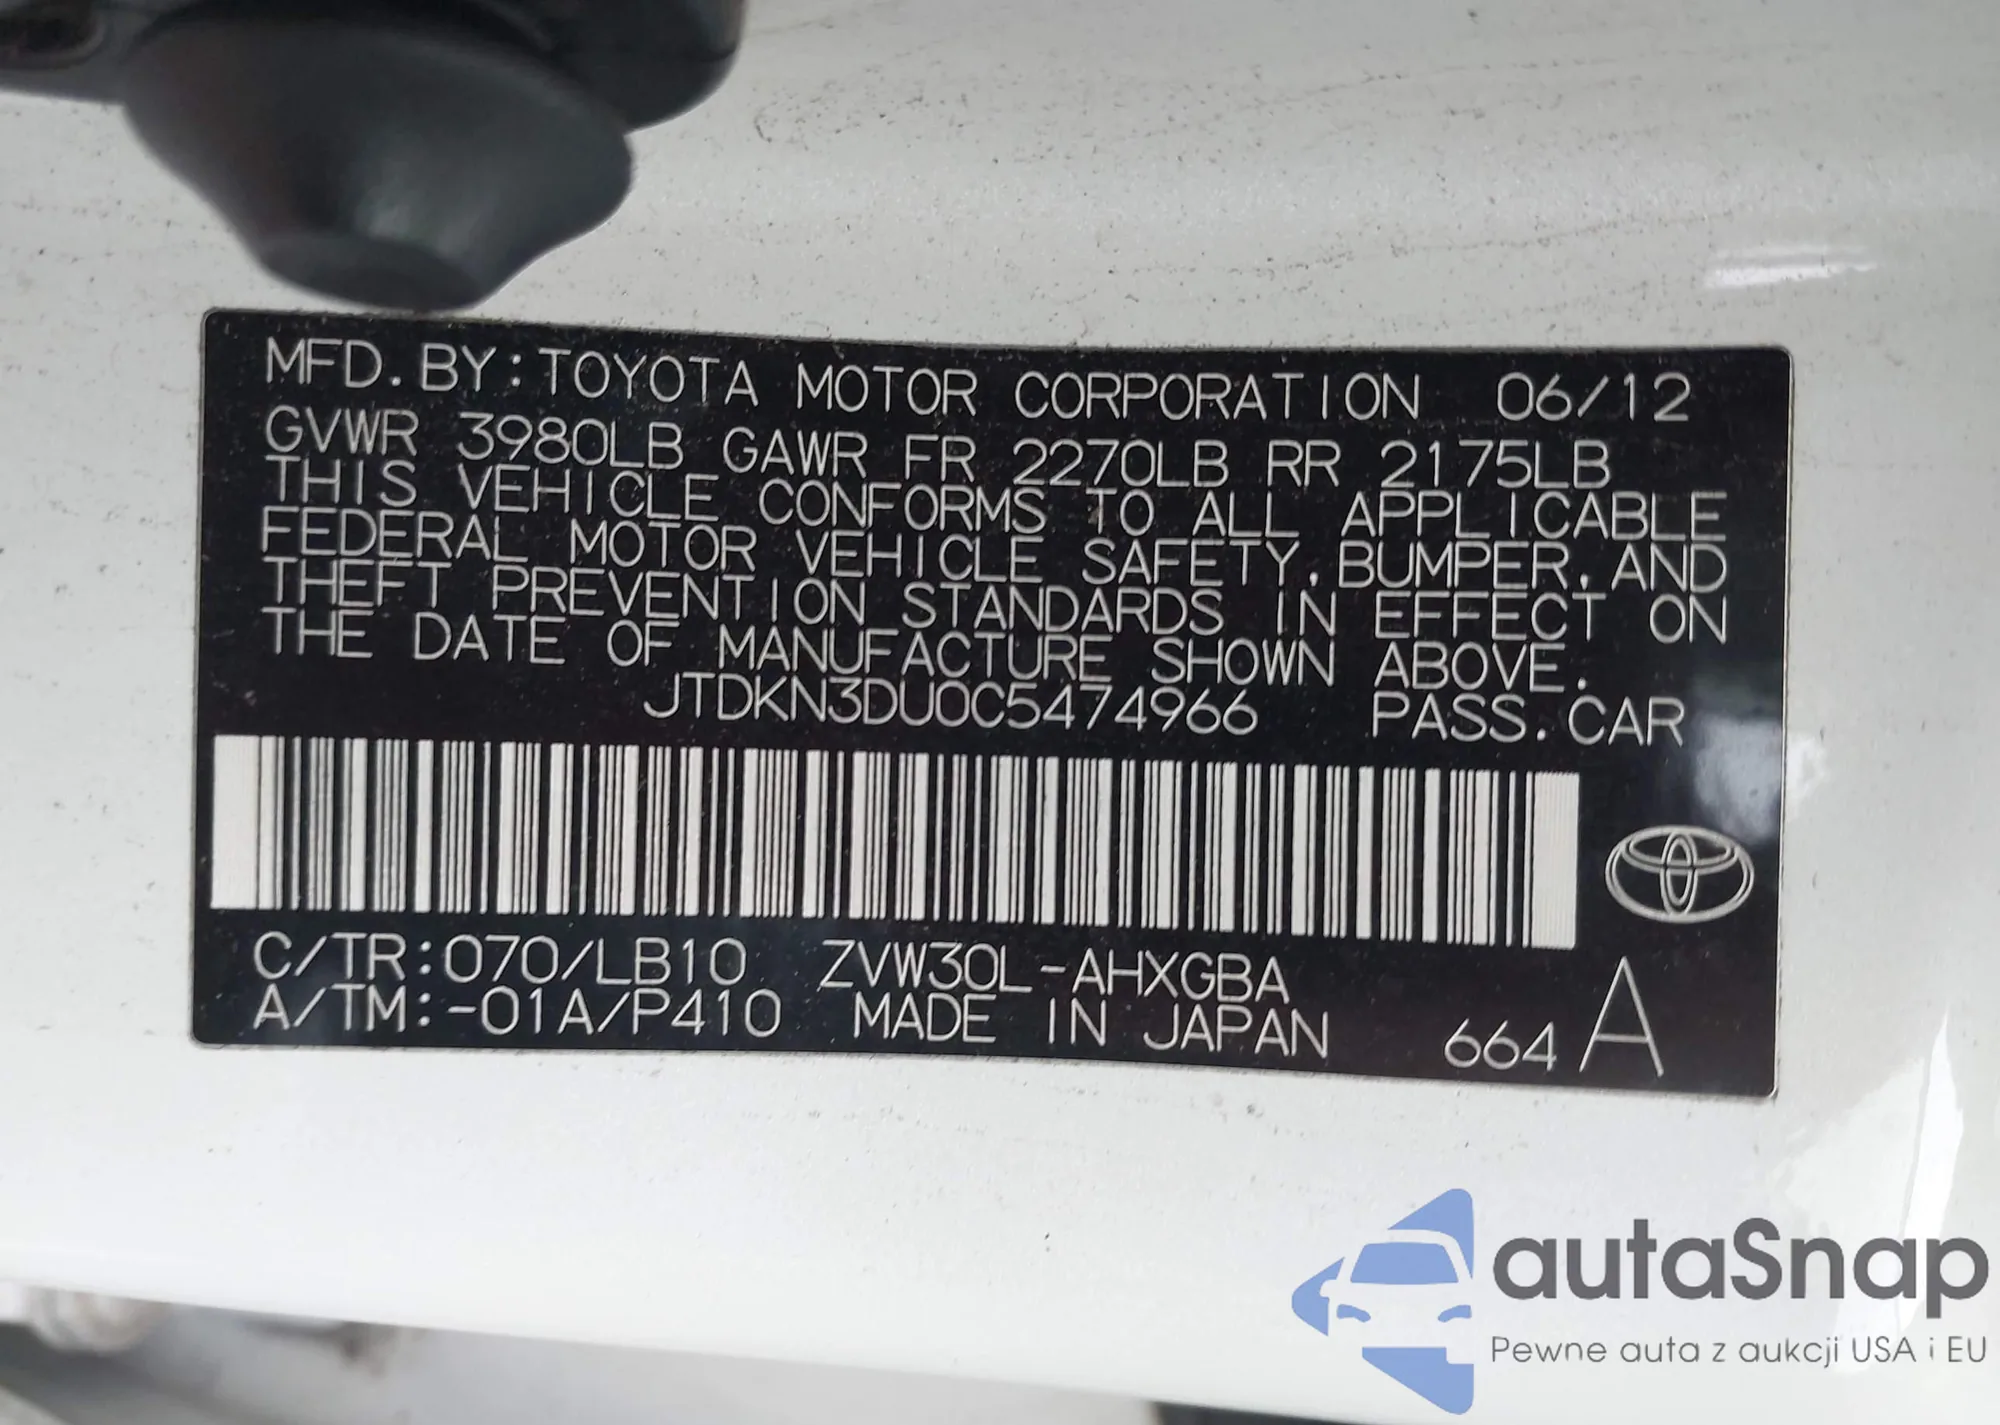 MFD. BY: TOYOTA MOTOR CORPORATION 06/12
GVWR 3980LB GAWR FR 2270LB RR 2175LB
THIS VEHICLE CONFORMS TO ALL APPLICABLE
FEDERAL MOTOR VEHICLE SAFETY, BUMPER, AND
THEFT PREVENTION STANDARDS IN EFFECT ON
THE DATE OF MANUFACTURE SHOWN ABOVE.
JTDKN3DU0C5474966 PASS. CAR
C/TR:070/LB10 ZVW30L-AHXGBA
A/TM:-01A/P410 MADE IN JAPAN 664 A
autaSnap
Pewne auta z aukcji USA i EU